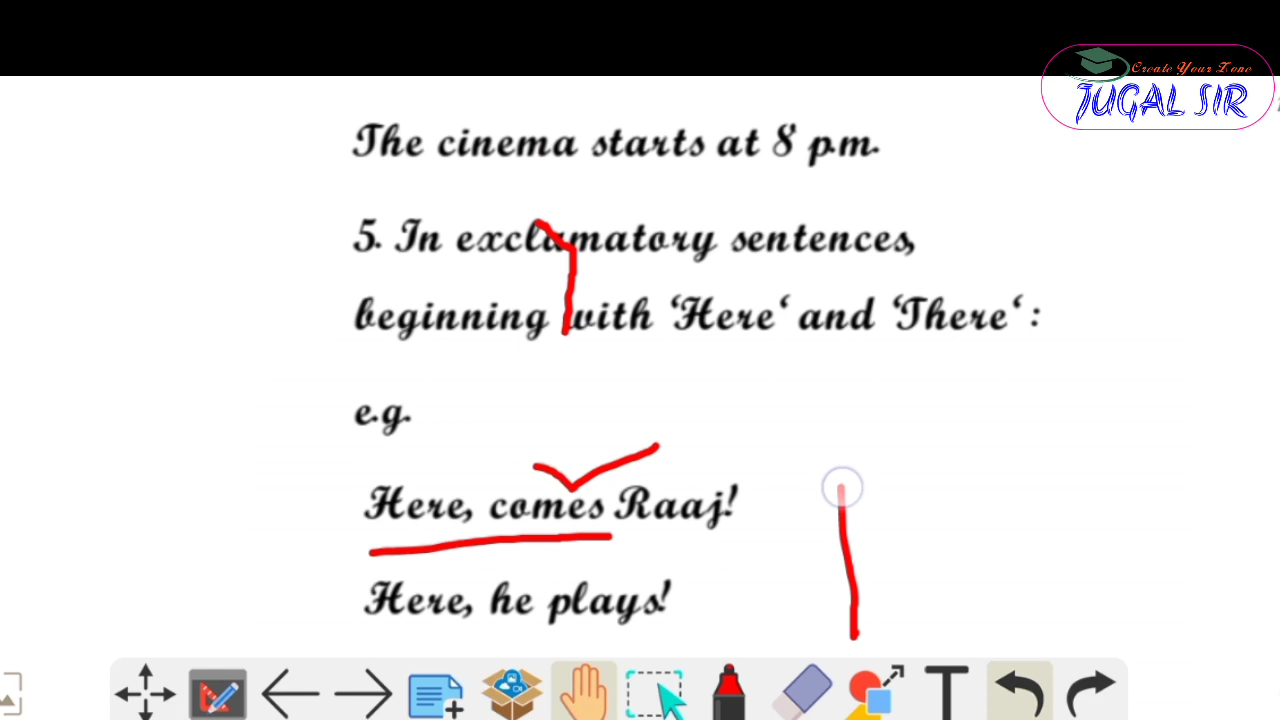 Create Your Zone
JUGAL SIR
The cinema starts at 8 p.m.
5. In exclamatory sentences,
beginning with ‘Here‘ and ‘There‘ :
e.g.
Here, comes Raaj!
Here, he plays!
T